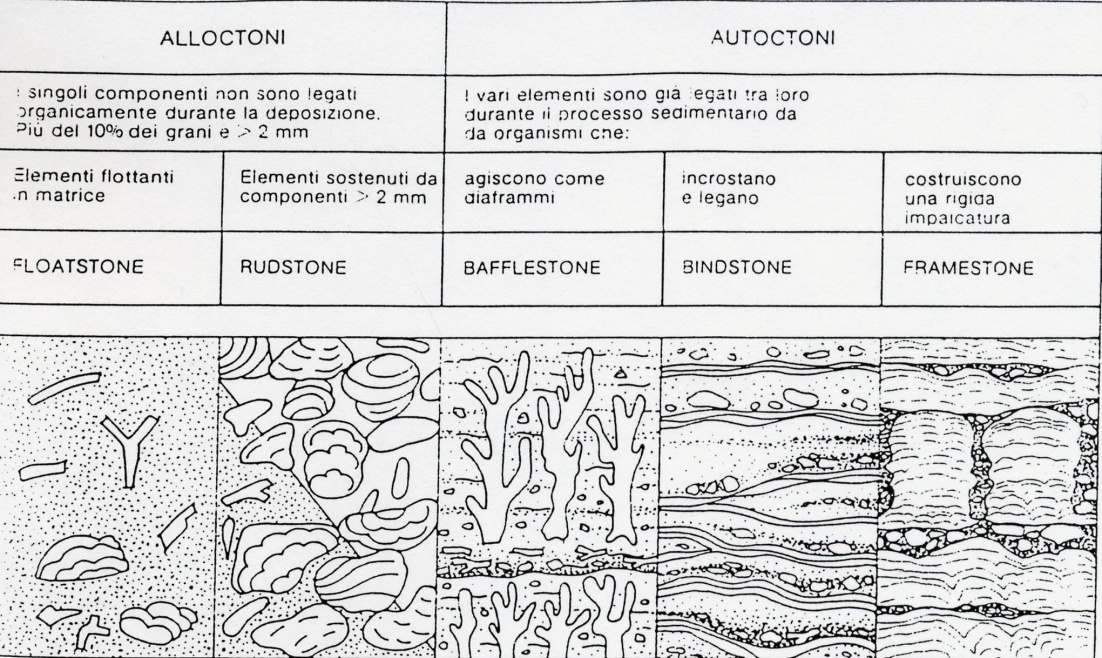 ALLOCTONI
AUTOCTONI
I singoli componenti non sono legati
organicamente durante la deposizione.
Più del 10% dei grani e > 2 mm
I vari elementi sono già legati tra loro
durante il processo sedimentario da
da organismi che:
Elementi flottanti
in matrice
Elementi sostenuti da
componenti > 2 mm
agiscono come
diaframmi
incrostano
e legano
costruiscono
una rigida
impalcatura
FLOATSTONE
RUDSTONE
BAFFLESTONE
BINDSTONE
FRAMESTONE